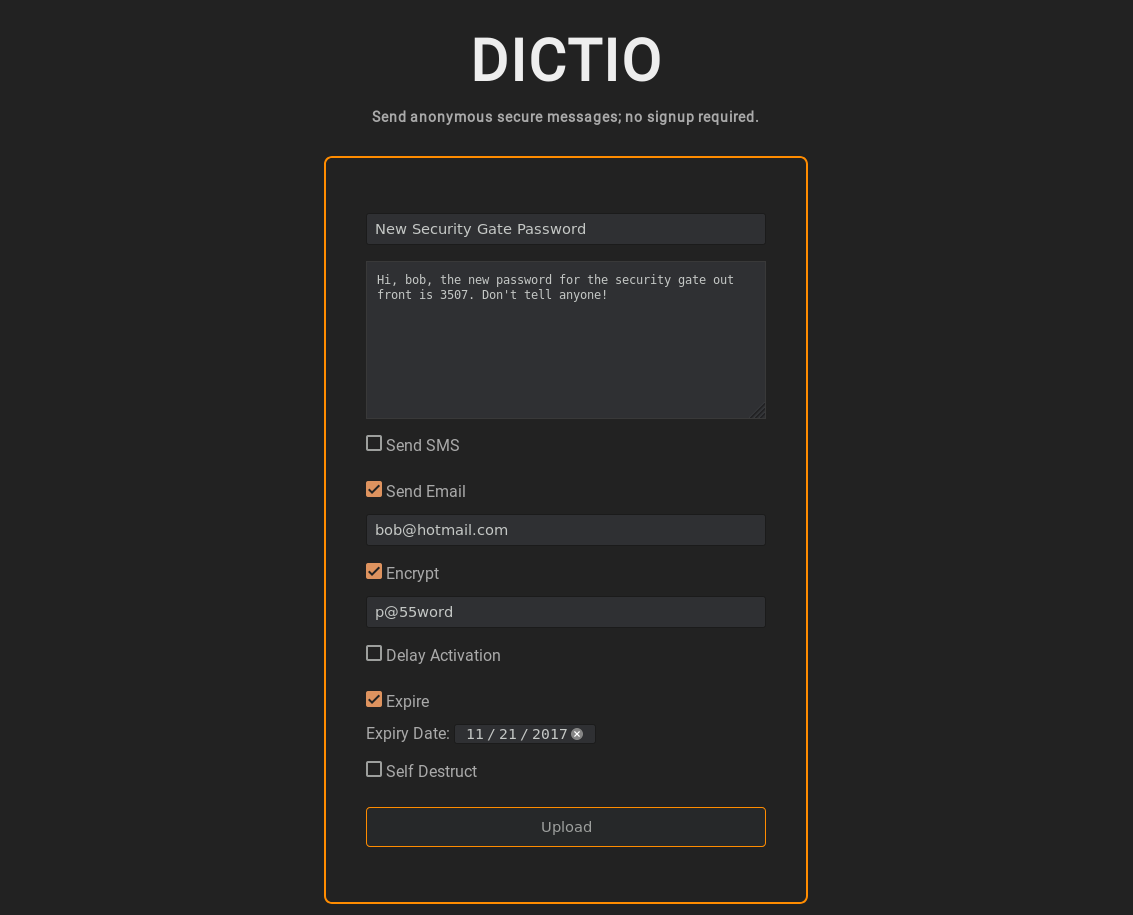 DICTIO
Send anonymous secure messages; no signup required.
New Security Gate Password
Hi, bob, the new password for the security gate out
front is 3507. Don't tell anyone!
Send SMS
Send Email
bob@hotmail.com
Encrypt
p@55word
Delay Activation
Expire
Expiry Date: 11/21/2017
Self Destruct
Upload